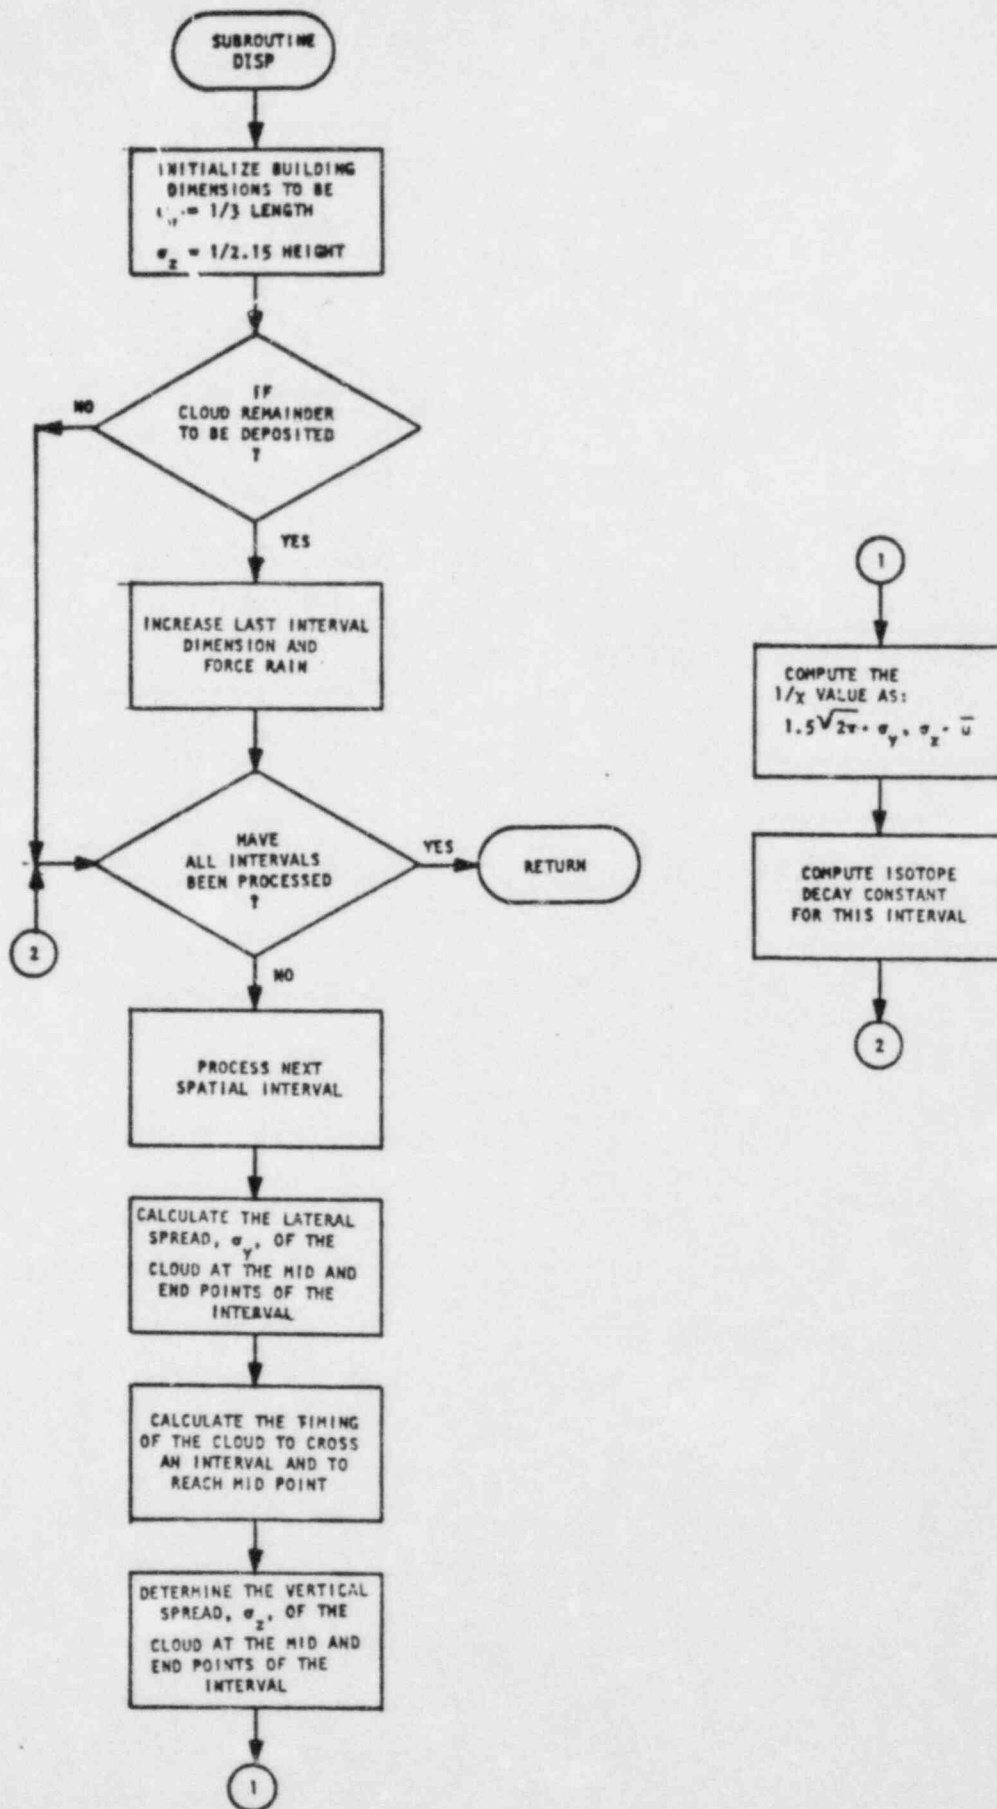 SUBROUTINE
DISP
INITIALIZE BUILDING
DIMENSIONS TO BE
= 1/3 LENGTH
σ_z = 1/2.15 HEIGHT
IF
CLOUD REMAINDER
TO BE DEPOSITED
?
NO
YES
INCREASE LAST INTERVAL
DIMENSION AND
FORCE RAIN
HAVE
ALL INTERVALS
BEEN PROCESSED
?
YES
RETURN
2
NO
PROCESS NEXT
SPATIAL INTERVAL
CALCULATE THE LATERAL
SPREAD, σ_y, OF THE
CLOUD AT THE MID AND
END POINTS OF THE
INTERVAL
CALCULATE THE TIMING
OF THE CLOUD TO CROSS
AN INTERVAL AND TO
REACH MID POINT
DETERMINE THE VERTICAL
SPREAD, σ_z, OF THE
CLOUD AT THE MID AND
END POINTS OF THE
INTERVAL
1
1
COMPUTE THE
1/χ VALUE AS:
1.5√2π · σ_y, σ_z · u̅
COMPUTE ISOTOPE
DECAY CONSTANT
FOR THIS INTERVAL
2